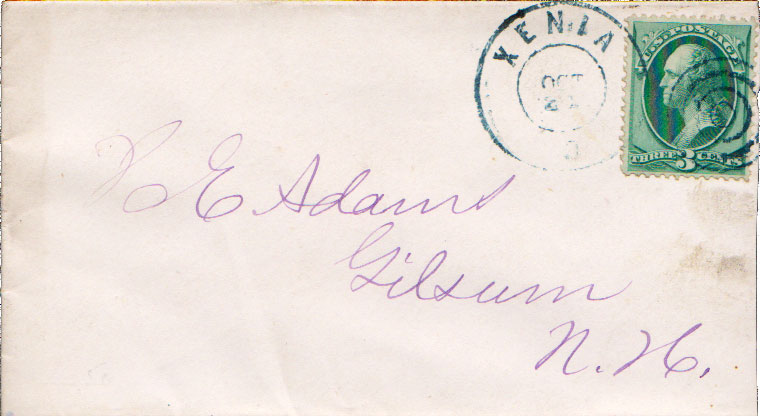 XENIA
OCT
U.S. POSTAGE
THREE 3 CENTS
E Adams
Gilsum
N. H.